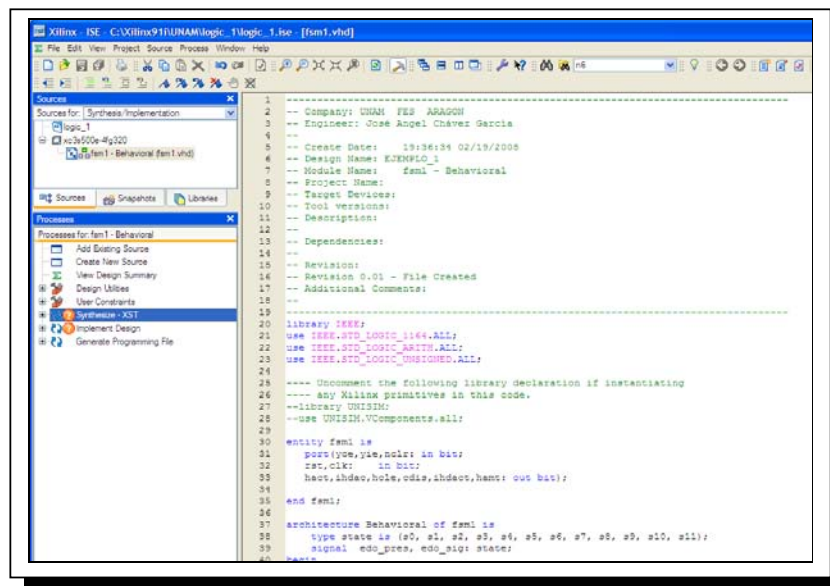 Xilinx - ISE - C:\Xilinx91i\UNAM\logic_1\logic_1.ise - [fsm1.vhd]
File Edit View Project Source Process Window Help
n6
Sources
Sources for: Synthesis/Implementation
logic_1
xc3s500e-4fg320
fsm1 - Behavioral (fsm1.vhd)
Sources Snapshots Libraries
Processes
Processes for: fsm1 - Behavioral
Add Existing Source
Create New Source
View Design Summary
Design Utilities
User Constraints
Synthesize - XST
Implement Design
Generate Programming File
1 ----------------------------------------------------------------------------------
2 -- Company: UNAM FES ARAGON
3 -- Engineer: José Angel Chávez García
4 --
5 -- Create Date: 19:36:34 02/19/2008
6 -- Design Name: EJEMPLO_1
7 -- Module Name: fsm1 - Behavioral
8 -- Project Name:
9 -- Target Devices:
10 -- Tool versions:
11 -- Description:
12 --
13 -- Dependencies:
14 --
15 -- Revision:
16 -- Revision 0.01 - File Created
17 -- Additional Comments:
18 --
19 ----------------------------------------------------------------------------------
20 library IEEE;
21 use IEEE.STD_LOGIC_1164.ALL;
22 use IEEE.STD_LOGIC_ARITH.ALL;
23 use IEEE.STD_LOGIC_UNSIGNED.ALL;
24
25 ---- Uncomment the following library declaration if instantiating
26 ---- any Xilinx primitives in this code.
27 --library UNISIM;
28 --use UNISIM.VComponents.all;
29
30 entity fsm1 is
31 port(yoe,yie,nclr: in bit;
32 rst,clk: in bit;
33 hact,ihdac,hole,cdis,ihdact,hamt: out bit);
34
35 end fsm1;
36
37 architecture Behavioral of fsm1 is
38 type state is (s0, s1, s2, s3, s4, s5, s6, s7, s8, s9, s10, s11);
39 signal edo_pres, edo_sig: state;
40 begin